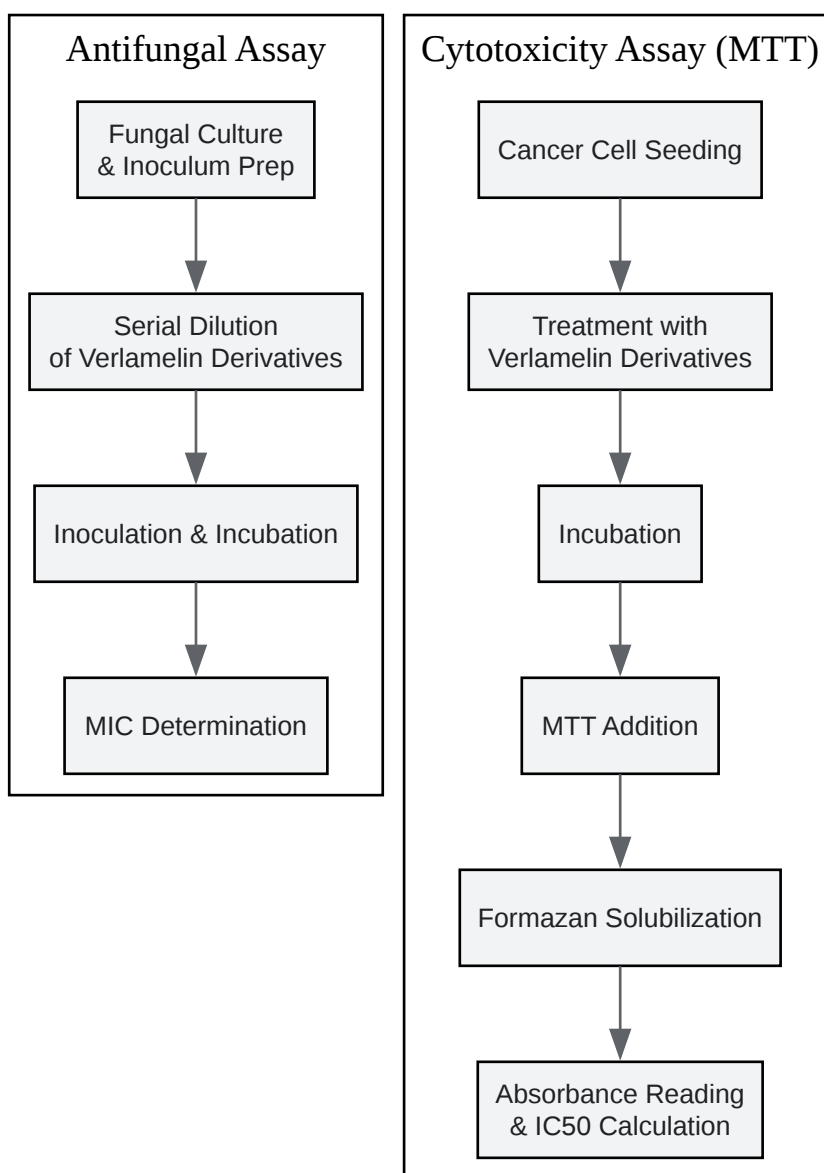 Antifungal Assay
Fungal Culture
& Inoculum Prep
Serial Dilution
of Verlamelin Derivatives
Inoculation & Incubation
MIC Determination
Cytotoxicity Assay (MTT)
Cancer Cell Seeding
Treatment with
Verlamelin Derivatives
Incubation
MTT Addition
Formazan Solubilization
Absorbance Reading
& IC50 Calculation